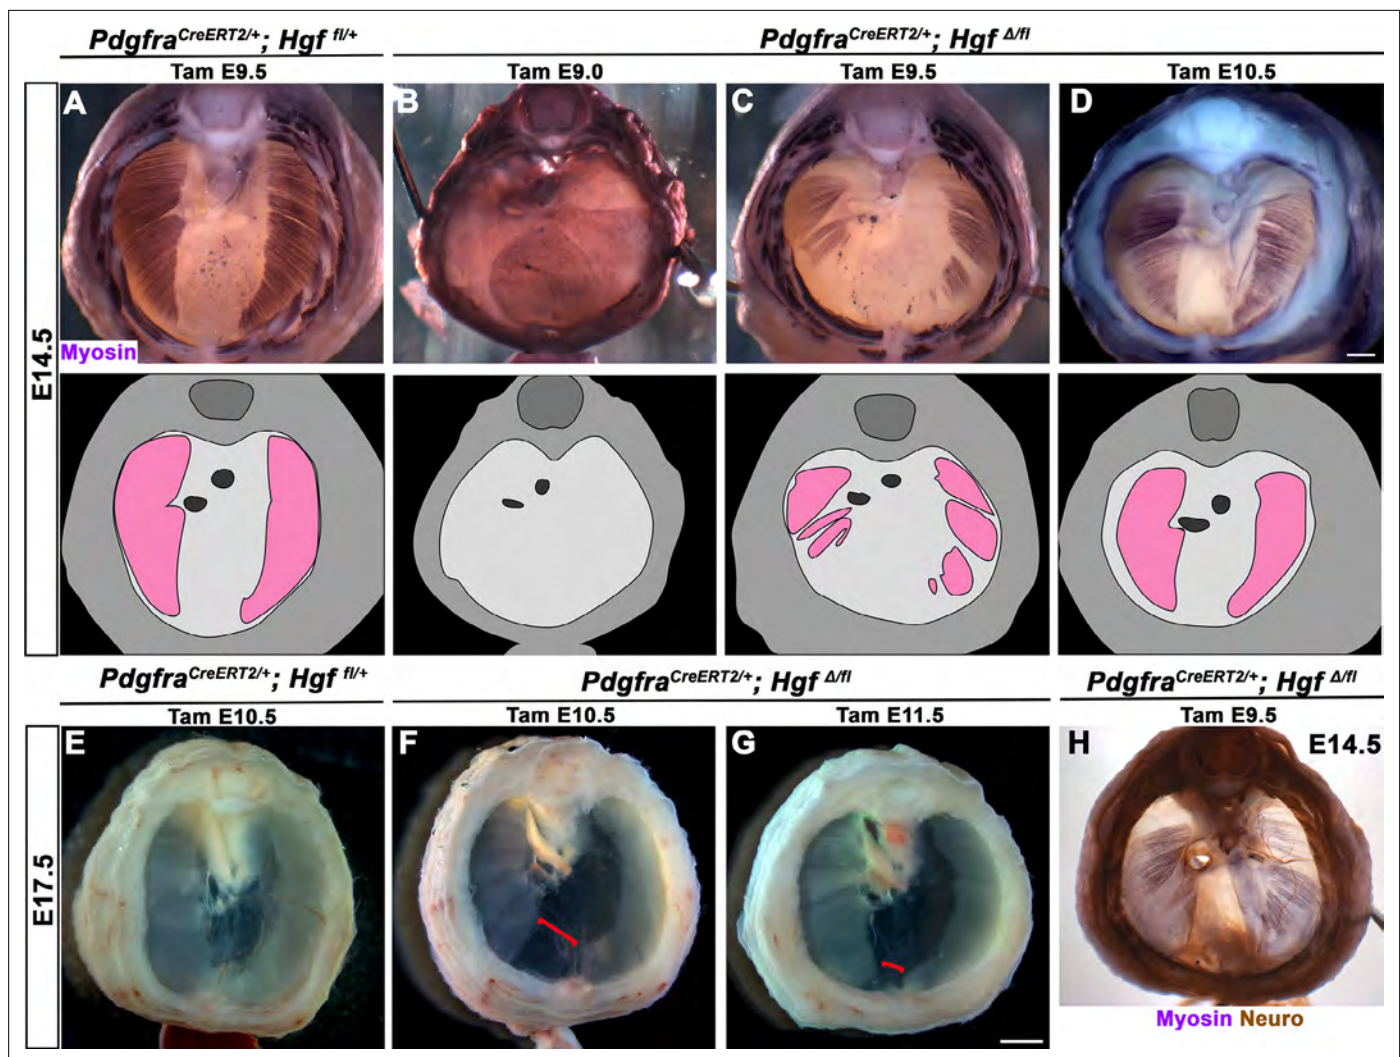 Pdgfra^CreERT2/+; Hgf^fl/+
Pdgfra^CreERT2/+; Hgf^Δ/fl
Tam E9.5
Tam E9.0
Tam E9.5
Tam E10.5
A
B
C
D
Myosin
E14.5
Pdgfra^CreERT2/+; Hgf^fl/+
Pdgfra^CreERT2/+; Hgf^Δ/fl
Pdgfra^CreERT2/+; Hgf^Δ/fl
Tam E10.5
Tam E10.5
Tam E11.5
Tam E9.5
E
F
G
H
E14.5
E17.5
Myosin Neuro